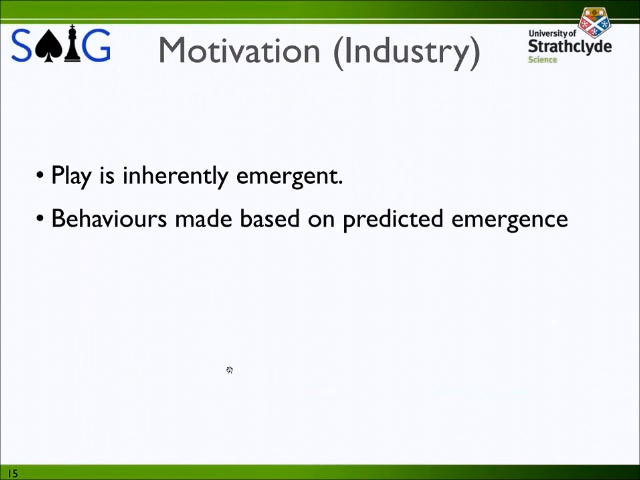 S♠♟G
Motivation (Industry)
University of
Strathclyde
Science
• Play is inherently emergent.
• Behaviours made based on predicted emergence
15